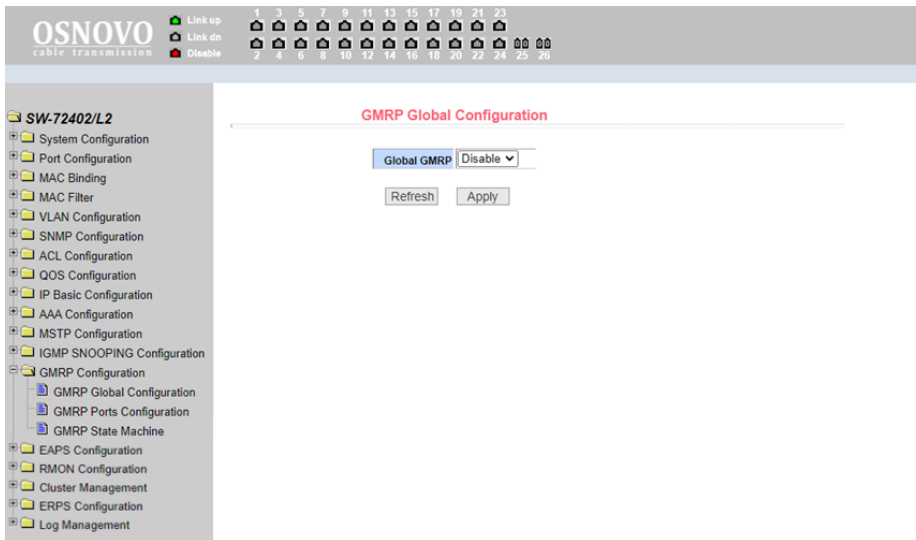 OSNOVO
cable transmission
Link up
Link dn
Disable
1 3 5 7 9 11 13 15 17 19 21 23
2 4 6 8 10 12 14 16 18 20 22 24 25 26
SW-72402/L2
System Configuration
Port Configuration
MAC Binding
MAC Filter
VLAN Configuration
SNMP Configuration
ACL Configuration
QOS Configuration
IP Basic Configuration
AAA Configuration
MSTP Configuration
IGMP SNOOPING Configuration
GMRP Configuration
GMRP Global Configuration
GMRP Ports Configuration
GMRP State Machine
EAPS Configuration
RMON Configuration
Cluster Management
ERPS Configuration
Log Management
GMRP Global Configuration
Global GMRP Disable
Refresh Apply